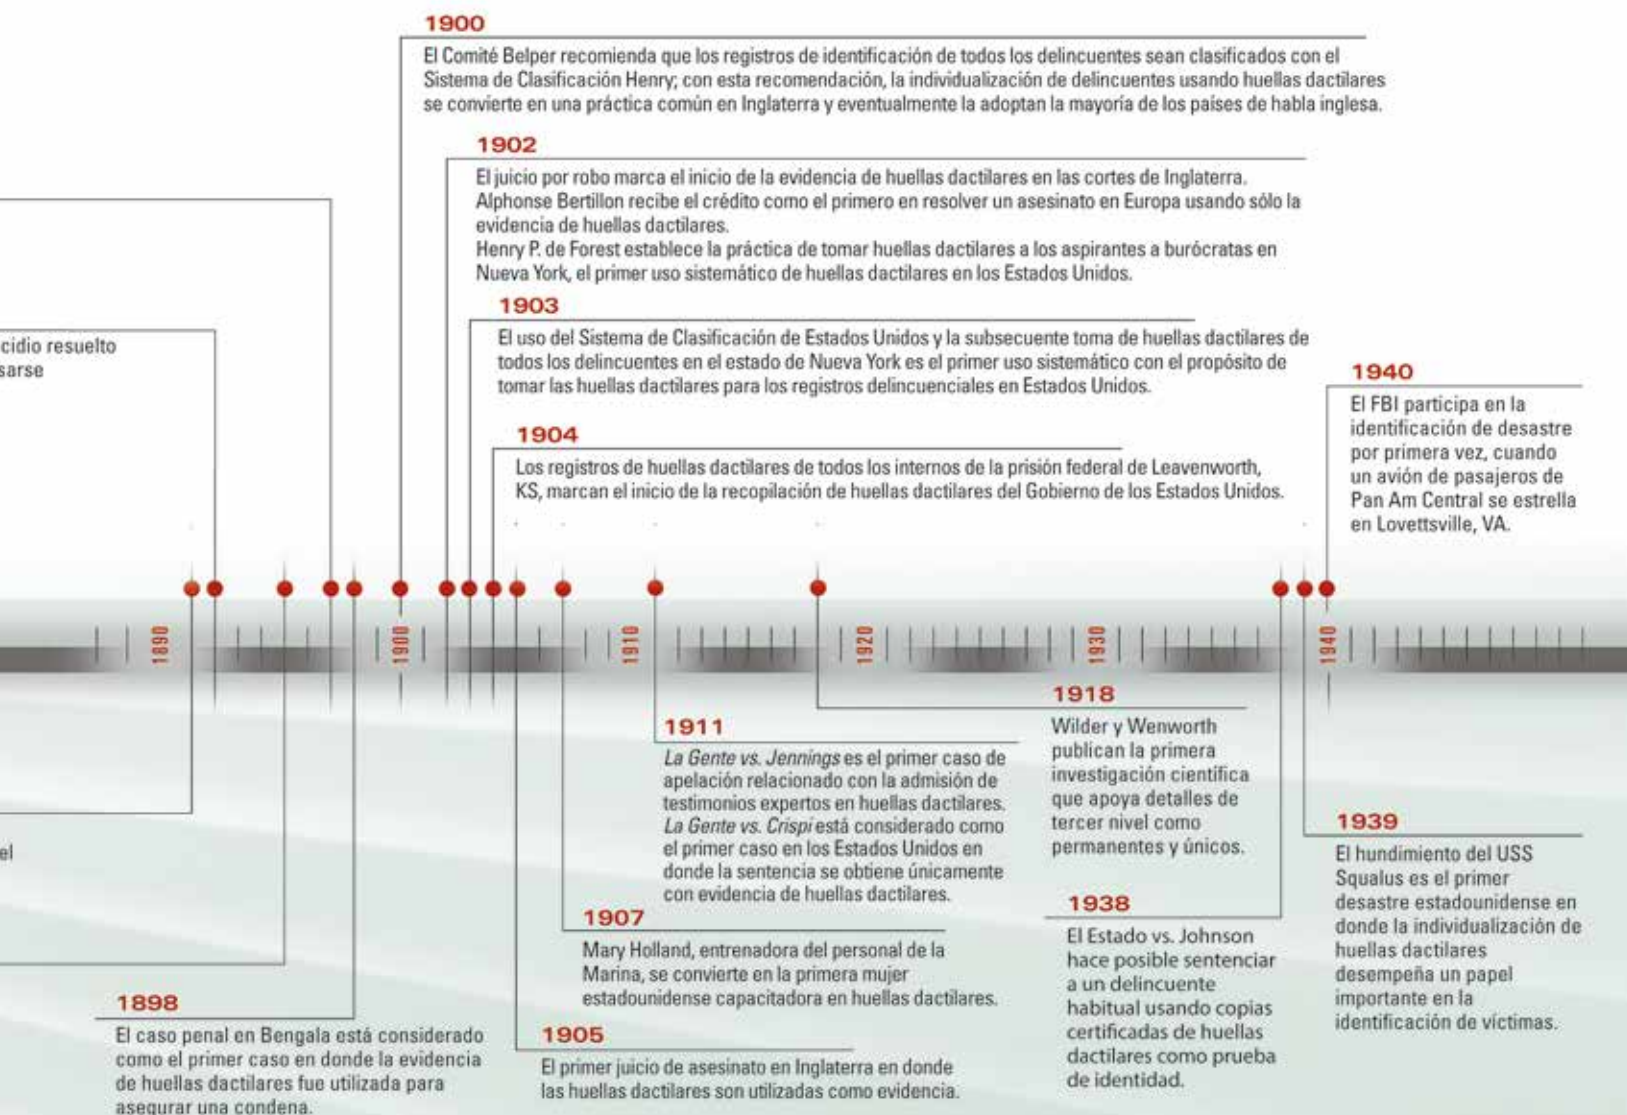 1900
El Comité Belper recomienda que los registros de identificación de todos los delincuentes sean clasificados con el
Sistema de Clasificación Henry; con esta recomendación, la individualización de delincuentes usando huellas dactilares
se convierte en una práctica común en Inglaterra y eventualmente la adoptan la mayoría de los países de habla inglesa.
1902
El juicio por robo marca el inicio de la evidencia de huellas dactilares en las cortes de Inglaterra.
Alphonse Bertillon recibe el crédito como el primero en resolver un asesinato en Europa usando sólo la
evidencia de huellas dactilares.
Henry P. de Forest establece la práctica de tomar huellas dactilares a los aspirantes a burócratas en
Nueva York, el primer uso sistemático de huellas dactilares en los Estados Unidos.
1903
El uso del Sistema de Clasificación de Estados Unidos y la subsecuente toma de huellas dactilares de
todos los delincuentes en el estado de Nueva York es el primer uso sistemático con el propósito de
tomar las huellas dactilares para los registros delincuenciales en Estados Unidos.
cidio resuelto
sarse
1904
Los registros de huellas dactilares de todos los internos de la prisión federal de Leavenworth,
KS, marcan el inicio de la recopilación de huellas dactilares del Gobierno de los Estados Unidos.
1940
El FBI participa en la
identificación de desastre
por primera vez, cuando
un avión de pasajeros de
Pan Am Central se estrella
en Lovettsville, VA.
1890
1900
1910
1920
1930
1940
el
1898
El caso penal en Bengala está considerado
como el primer caso en donde la evidencia
de huellas dactilares fue utilizada para
asegurar una condena.
1905
El primer juicio de asesinato en Inglaterra en donde
las huellas dactilares son utilizadas como evidencia.
1907
Mary Holland, entrenadora del personal de la
Marina, se convierte en la primera mujer
estadounidense capacitadora en huellas dactilares.
1911
La Gente vs. Jennings es el primer caso de
apelación relacionado con la admisión de
testimonios expertos en huellas dactilares.
La Gente vs. Crispi está considerado como
el primer caso en los Estados Unidos en
donde la sentencia se obtiene únicamente
con evidencia de huellas dactilares.
1918
Wilder y Wenworth
publican la primera
investigación científica
que apoya detalles de
tercer nivel como
permanentes y únicos.
1938
El Estado vs. Johnson
hace posible sentenciar
a un delincuente
habitual usando copias
certificadas de huellas
dactilares como prueba
de identidad.
1939
El hundimiento del USS
Squalus es el primer
desastre estadounidense en
donde la individualización de
huellas dactilares
desempeña un papel
importante en la
identificación de víctimas.